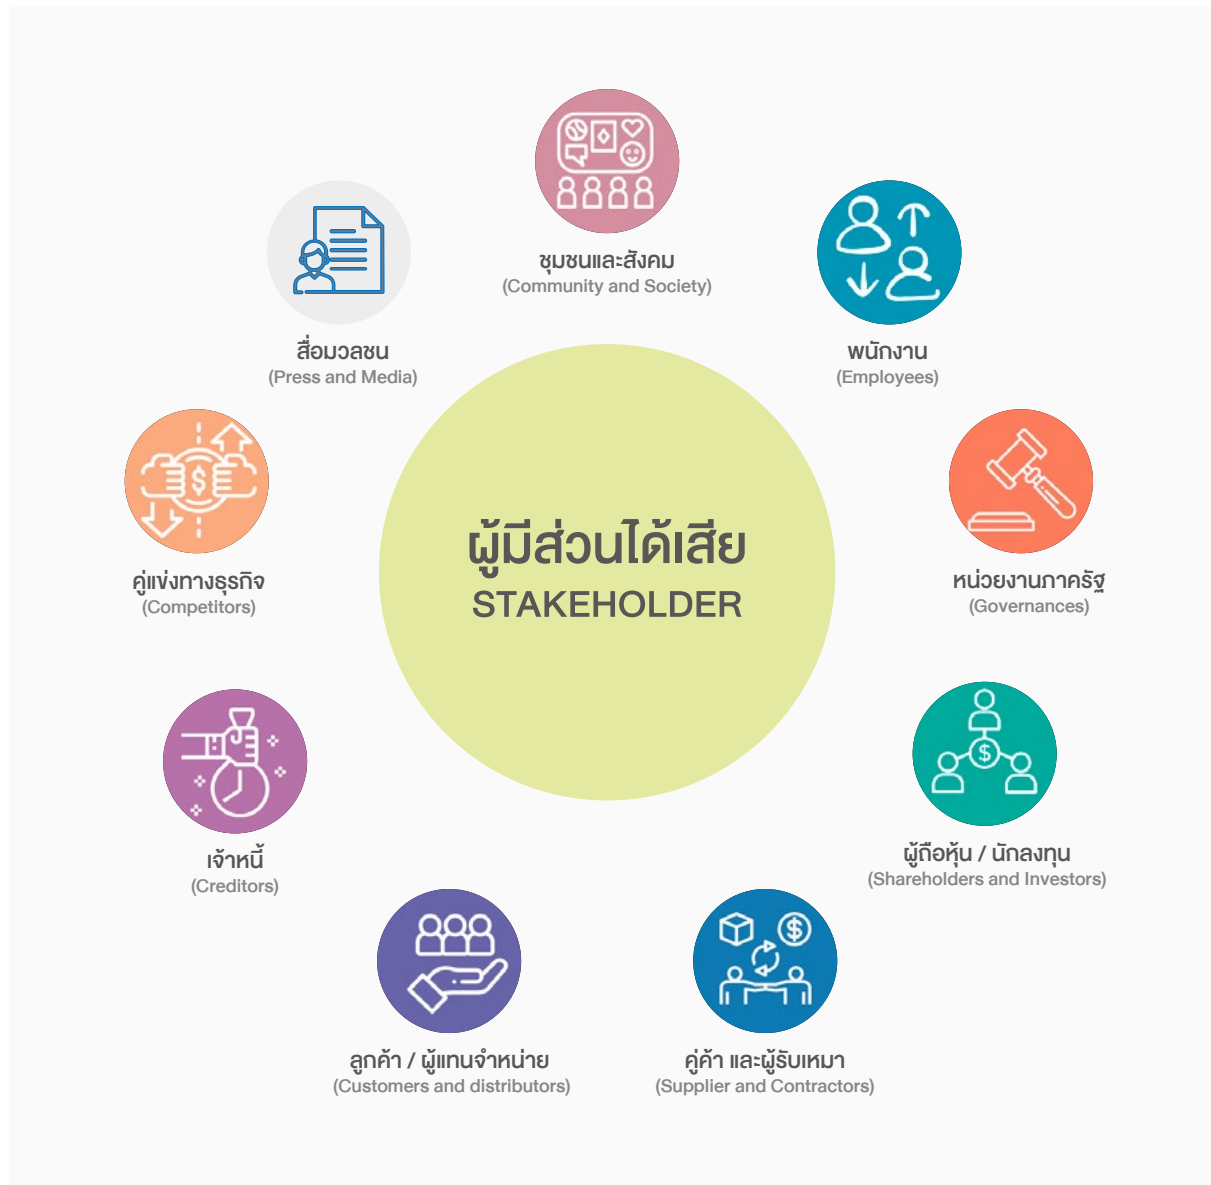 ชุมชนและสังคม
(Community and Society)
สื่อมวลชน
(Press and Media)
พนักงาน
(Employees)
คู่แข่งทางธุรกิจ
(Competitors)
ผู้มีส่วนได้เสีย
STAKEHOLDER
หน่วยงานภาครัฐ
(Governances)
เจ้าหนี้
(Creditors)
ผู้ถือหุ้น / นักลงทุน
(Shareholders and Investors)
ลูกค้า / ผู้แทนจำหน่าย
(Customers and distributors)
คู่ค้า และผู้รับเหมา
(Supplier and Contractors)